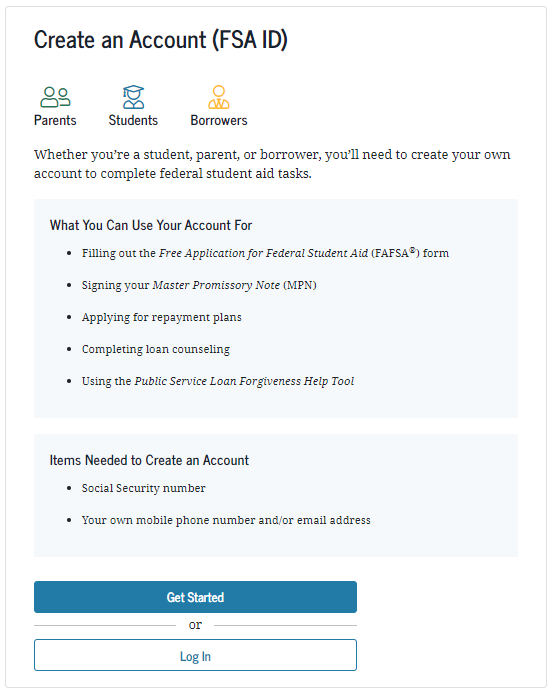 Create an Account (FSA ID)
Parents
Students
Borrowers
Whether you're a student, parent, or borrower, you'll need to create your own
account to complete federal student aid tasks.
What You Can Use Your Account For
• Filling out the Free Application for Federal Student Aid (FAFSA®) form
• Signing your Master Promissory Note (MPN)
• Applying for repayment plans
• Completing loan counseling
• Using the Public Service Loan Forgiveness Help Tool
Items Needed to Create an Account
• Social Security number
• Your own mobile phone number and/or email address
Get Started
or
Log In